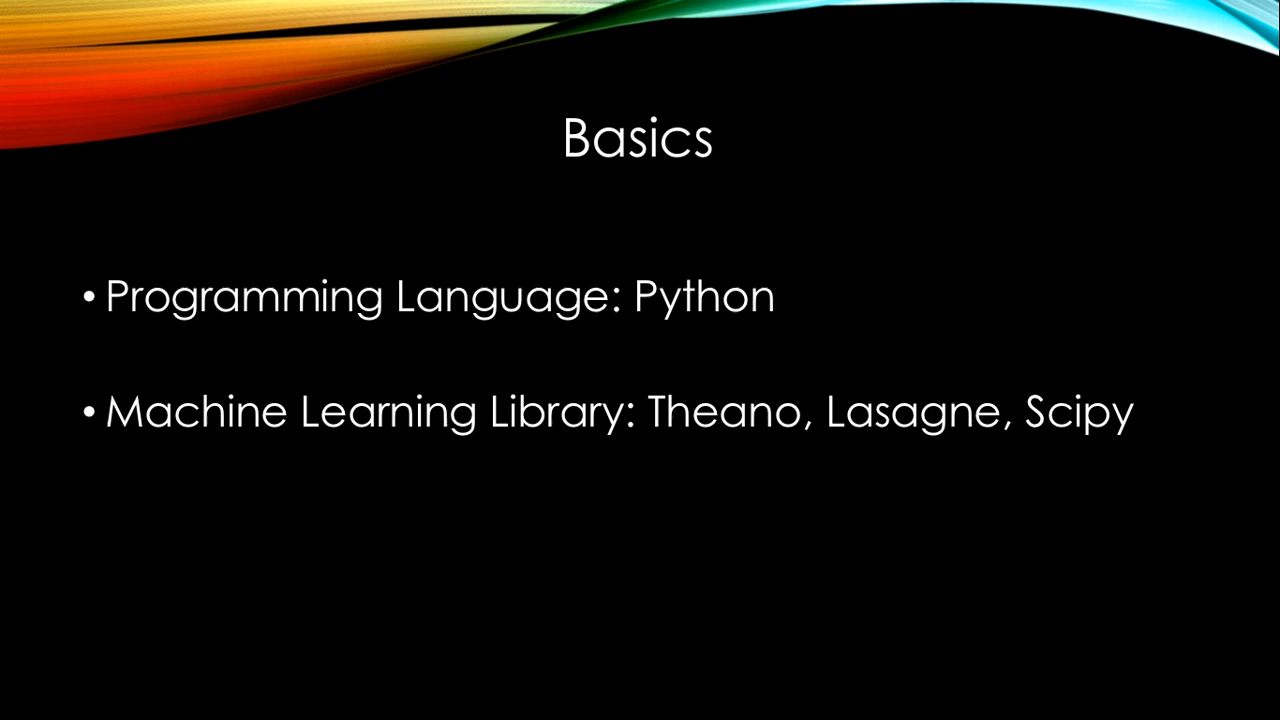 Basics
• Programming Language: Python
• Machine Learning Library: Theano, Lasagne, Scipy